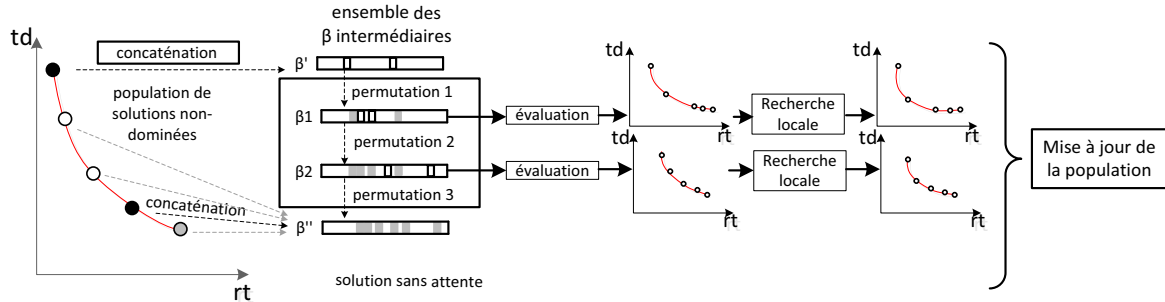 td
concaténation
population de
solutions non-
dominées
concaténation
rt
ensemble des
β intermédiaires
β'
permutation 1
β1
permutation 2
β2
permutation 3
β''
solution sans attente
évaluation
évaluation
td
rt
td
rt
Recherche
locale
Recherche
locale
td
rt
td
rt
Mise à jour de
la population